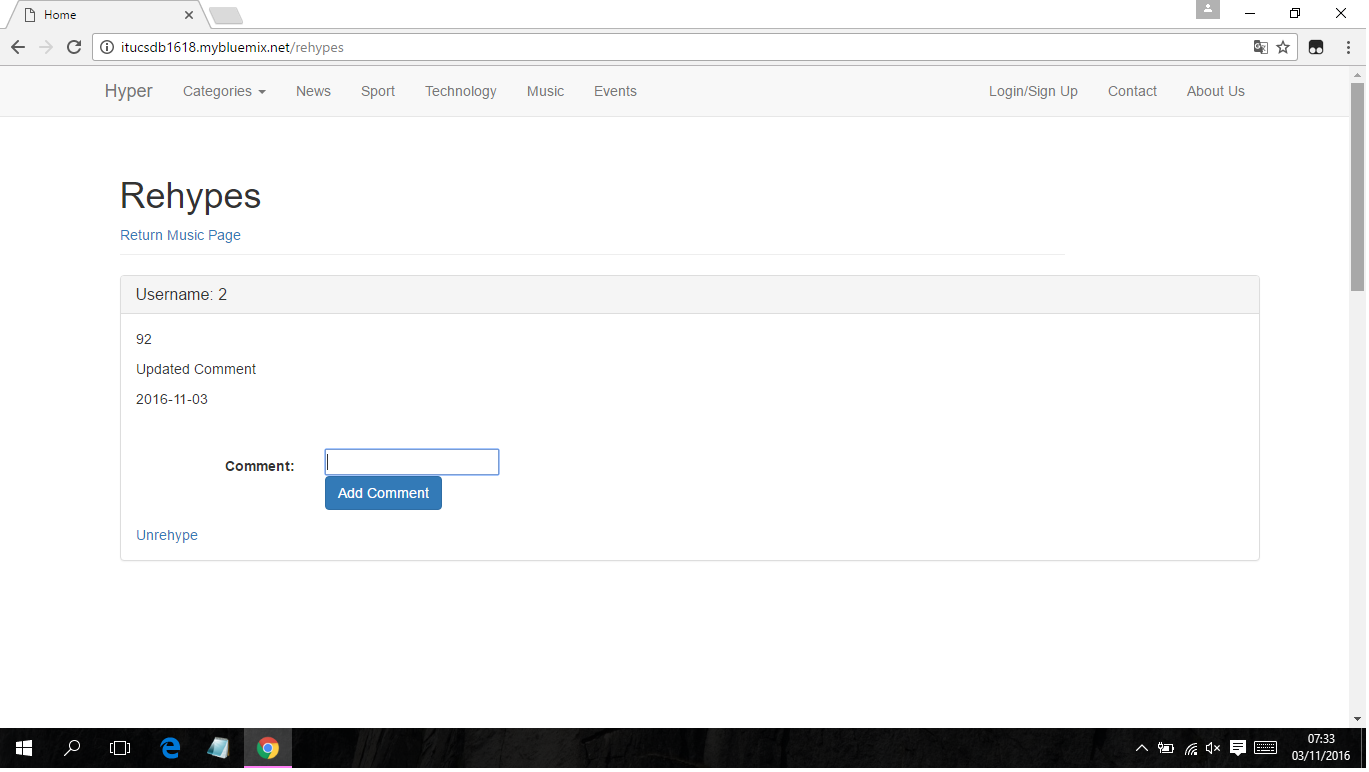 Home
itucsdb1618.mybluemix.net/rehypes
Hyper Categories News Sport Technology Music Events Login/Sign Up Contact About Us
Rehypes
Return Music Page
Username: 2
92
Updated Comment
2016-11-03
Comment:
Add Comment
Unrehype
07:33
03/11/2016